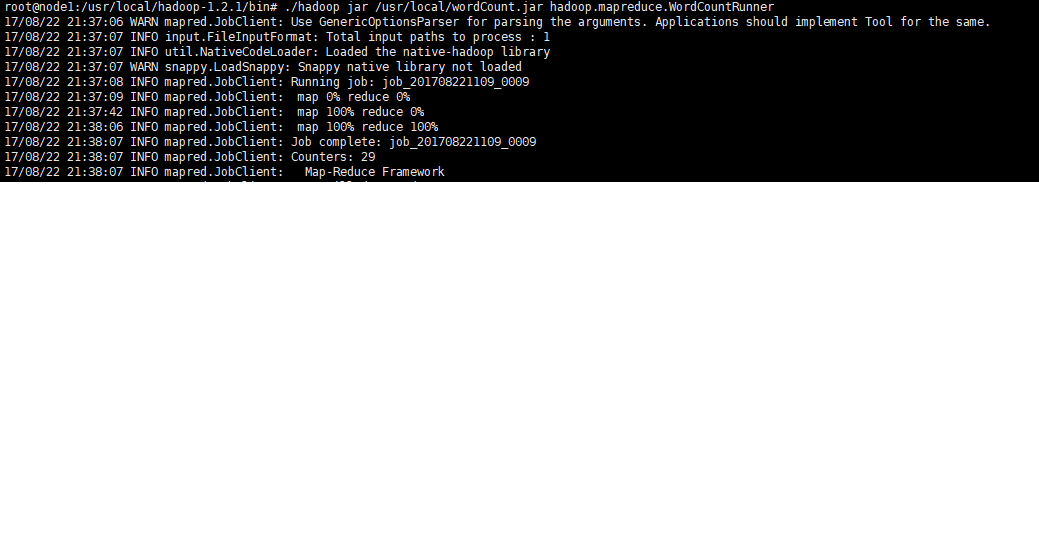 root@node1:/usr/local/hadoop-1.2.1/bin# ./hadoop jar /usr/local/wordCount.jar hadoop.mapreduce.WordCountRunner
17/08/22 21:37:06 WARN mapred.JobClient: Use GenericOptionsParser for parsing the arguments. Applications should implement Tool for the same.
17/08/22 21:37:07 INFO input.FileInputFormat: Total input paths to process : 1
17/08/22 21:37:07 INFO util.NativeCodeLoader: Loaded the native-hadoop library
17/08/22 21:37:07 WARN snappy.LoadSnappy: Snappy native library not loaded
17/08/22 21:37:08 INFO mapred.JobClient: Running job: job_201708221109_0009
17/08/22 21:37:09 INFO mapred.JobClient:  map 0% reduce 0%
17/08/22 21:37:42 INFO mapred.JobClient:  map 100% reduce 0%
17/08/22 21:38:06 INFO mapred.JobClient:  map 100% reduce 100%
17/08/22 21:38:07 INFO mapred.JobClient: Job complete: job_201708221109_0009
17/08/22 21:38:07 INFO mapred.JobClient: Counters: 29
17/08/22 21:38:07 INFO mapred.JobClient:   Map-Reduce Framework